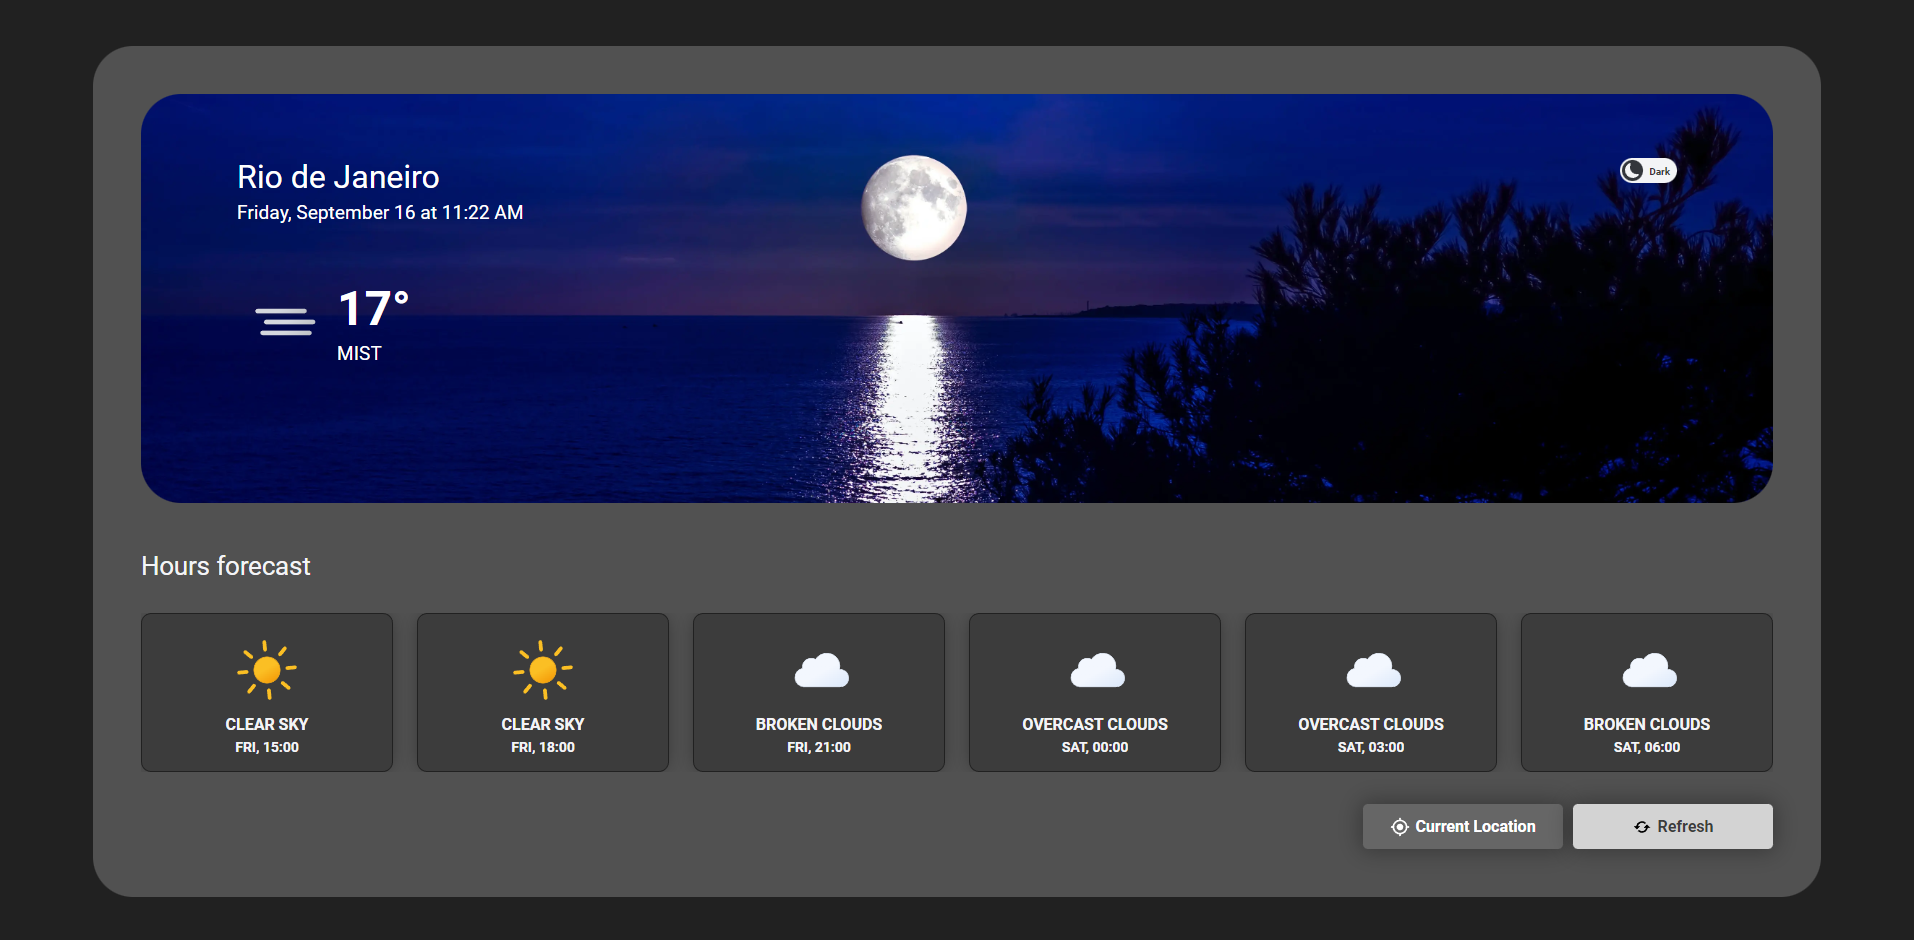 Rio de Janeiro
Friday, September 16 at 11:22 AM
Dark
17°
MIST
Hours forecast
CLEAR SKY
FRI, 15:00
CLEAR SKY
FRI, 18:00
BROKEN CLOUDS
FRI, 21:00
OVERCAST CLOUDS
SAT, 00:00
OVERCAST CLOUDS
SAT, 03:00
BROKEN CLOUDS
SAT, 06:00
Current Location
Refresh